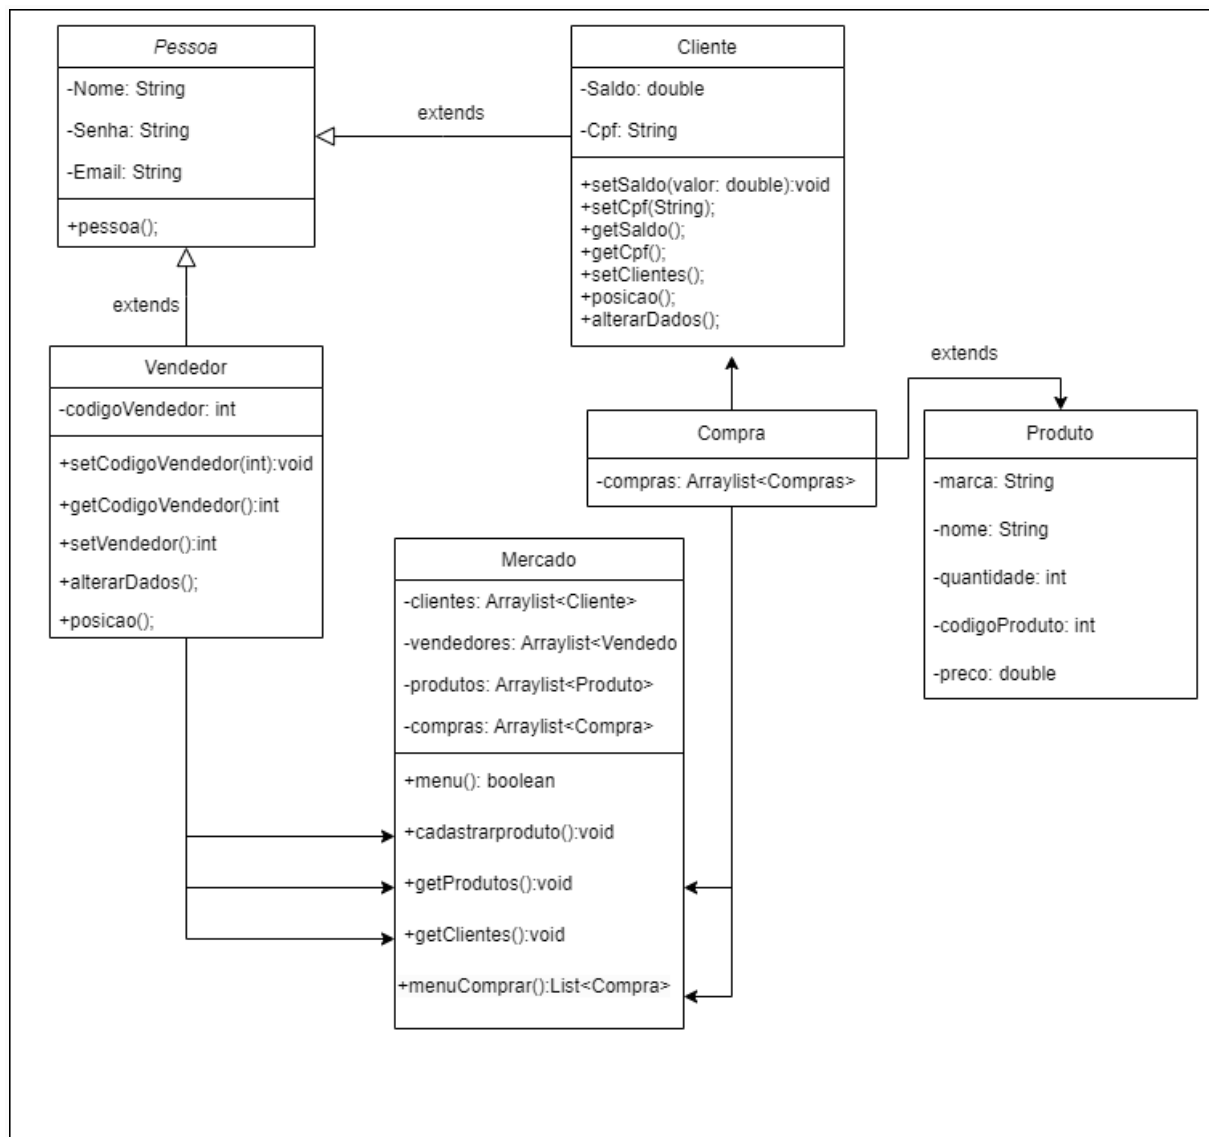 Pessoa
-Nome: String
-Senha: String
-Email: String
+pessoa();
extends
Cliente
-Saldo: double
-Cpf: String
+setSaldo(valor: double):void
+setCpf(String);
+getSaldo();
+getCpf();
+setClientes();
+posicao();
+alterarDados();
extends
Vendedor
-codigoVendedor: int
+setCodigoVendedor(int):void
+getCodigoVendedor():int
+setVendedor():int
+alterarDados();
+posicao();
extends
Compra
-compras: Arraylist<Compras>
Produto
-marca: String
-nome: String
-quantidade: int
-codigoProduto: int
-preco: double
Mercado
-clientes: Arraylist<Cliente>
-vendedores: Arraylist<Vendedo
-produtos: Arraylist<Produto>
-compras: Arraylist<Compra>
+menu(): boolean
+cadastrarproduto():void
+getProdutos():void
+getClientes():void
+menuComprar():List<Compra>